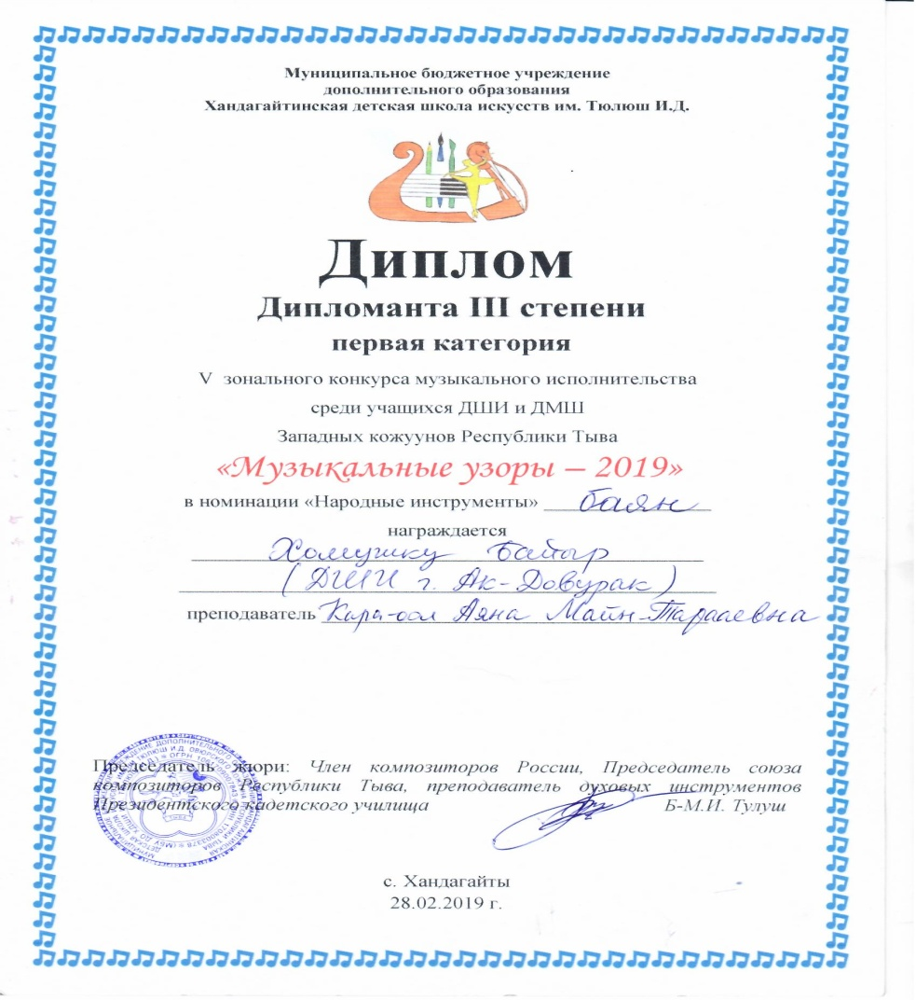 Муниципальное бюджетное учреждение
дополнительного образования
Хандагайтинская детская школа искусств им. Тюлюш И.Д.
Диплом
Дипломанта III степени
первая категория
V зонального конкурса музыкального исполнительства
среди учащихся ДШИ и ДМШ
Западных кожуунов Республики Тыва
«Музыкальные узоры – 2019»
в номинации «Народные инструменты» баян
награждается
Хомушку Байыр
(ДШИ г. Ак-Довурак)
преподаватель Кара-оол Аяна Майн-Тарааевна
Председатель жюри: Член композиторов России, Председатель союза
композиторов Республики Тыва, преподаватель духовых инструментов
Президентского кадетского училища Б-М.И. Тулуш
с. Хандагайты
28.02.2019 г.